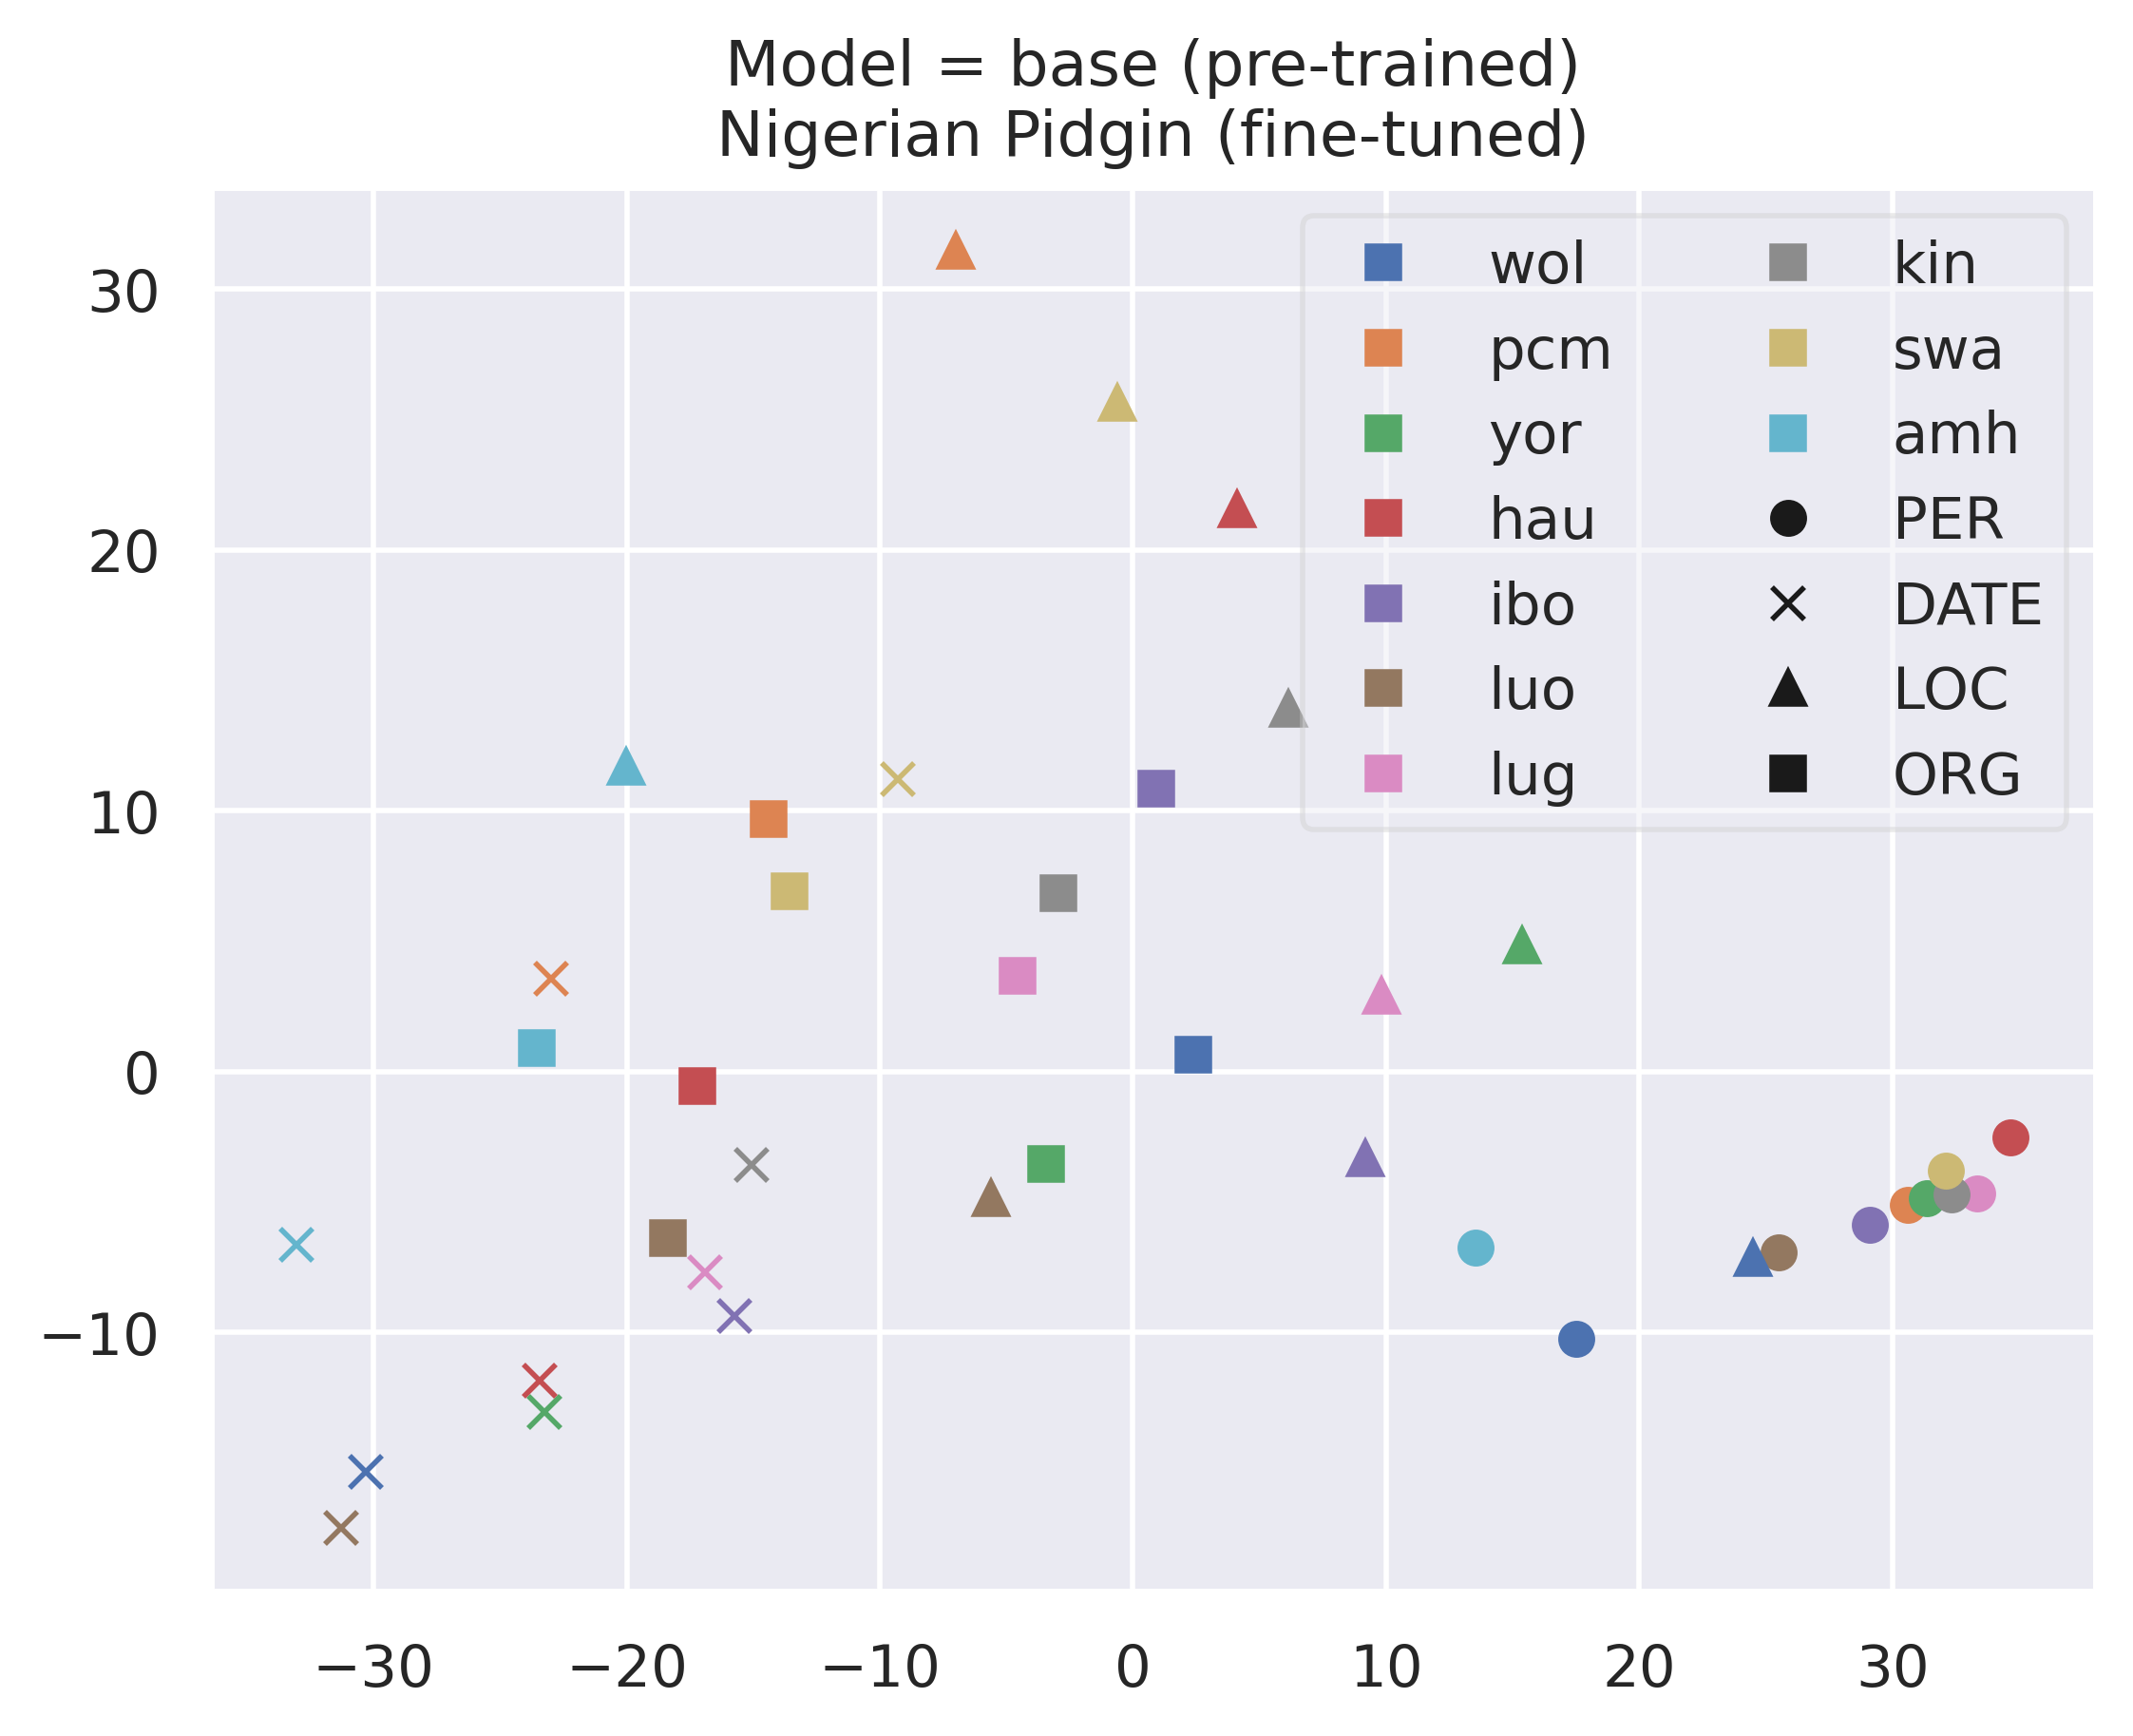 Model = base (pre-trained)
Nigerian Pidgin (fine-tuned)
30
20
10
0
−10
−30
−20
−10
0
10
20
30
wol
pcm
yor
hau
ibo
luo
lug
kin
swa
amh
PER
DATE
LOC
ORG